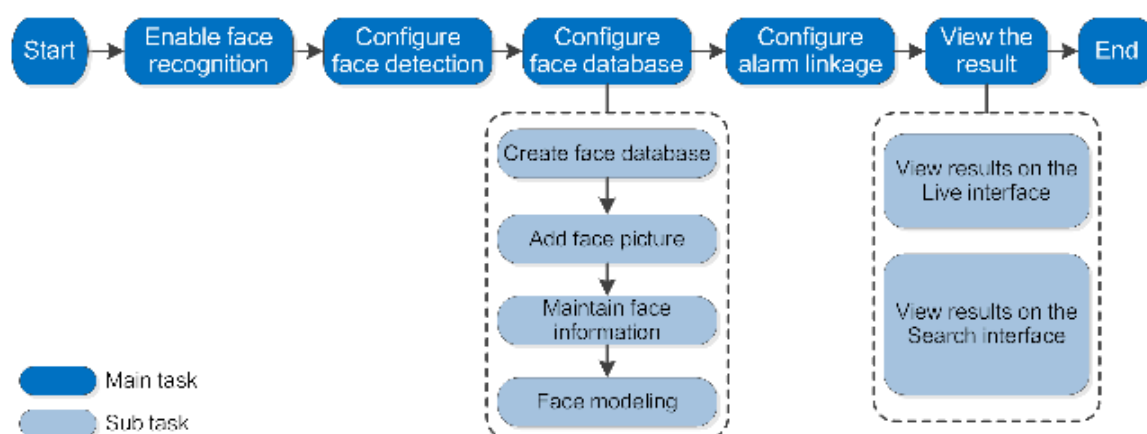 Start
Enable face
recognition
Configure
face detection
Configure
face database
Configure
alarm linkage
View the
result
End
Create face database
Add face picture
Maintain face
information
Face modeling
View results on the
Live interface
View results on the
Search interface
Main task
Sub task